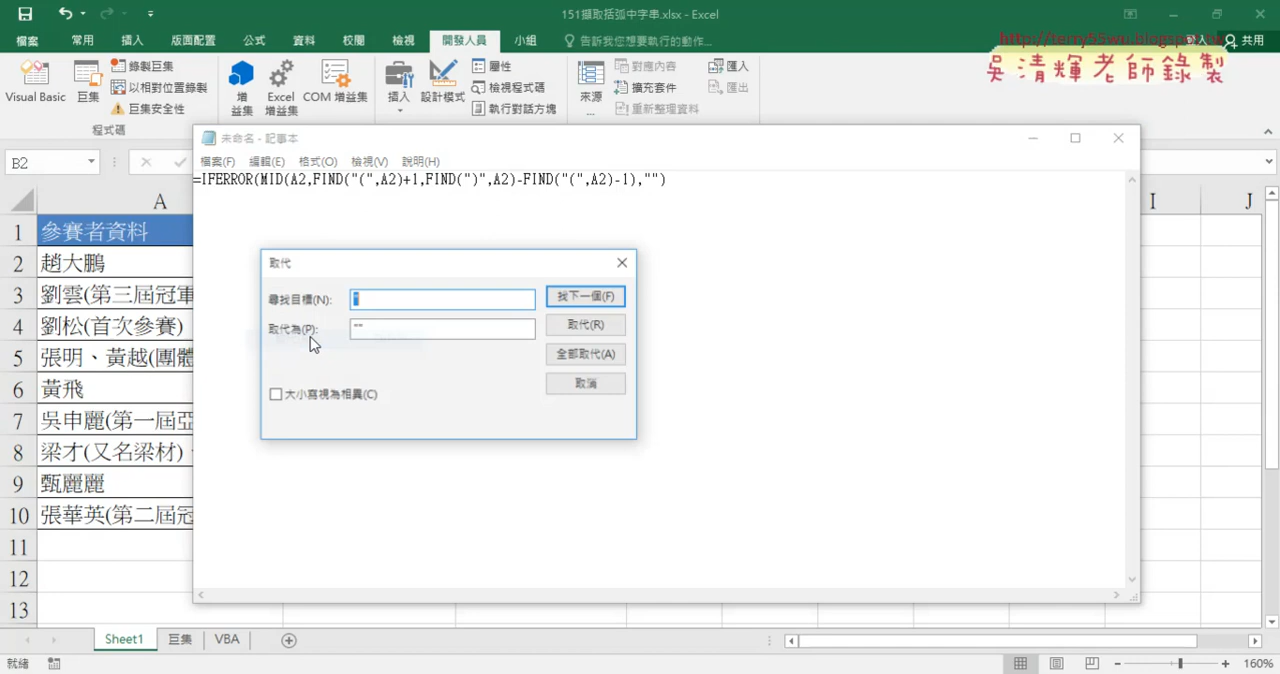 151擷取括弧中字串.xlsx - Excel
檔案 常用 插入 版面配置 公式 資料 校閱 檢視 開發人員 小組 告訴我您想要執行的動作... 登入 共用
http://terry55wu.blogspot.tw
吳清輝老師錄製
Visual Basic 巨集 錄製巨集 以相對位置錄製 巨集安全性 程式碼
增益集 Excel 增益集 COM 增益集
插入 設計模式 屬性 檢視程式碼 執行對話方塊
來源 ... 對應內容 擴充套件 重新整理資料 匯入 匯出
B2
未命名 - 記事本
檔案(F) 編輯(E) 格式(O) 檢視(V) 說明(H)
=IFERROR(MID(A2,FIND("(",A2)+1,FIND(")",A2)-FIND("(",A2)-1),"")
A I J
1 參賽者資料
2 趙大鵬
3 劉雲(第三屆冠軍
4 劉松(首次參賽)
5 張明、黃越(團體
6 黃飛
7 吳申麗(第一屆亞
8 梁才(又名梁材)、
9 甄麗麗
10 張華英(第二屆冠
11
12
13
取代
尋找目標(N): " 找下一個(F)
取代為(P): "" 取代(R)
全部取代(A)
取消
大小寫視為相異(C)
Sheet1 巨集 VBA
就緒 160%